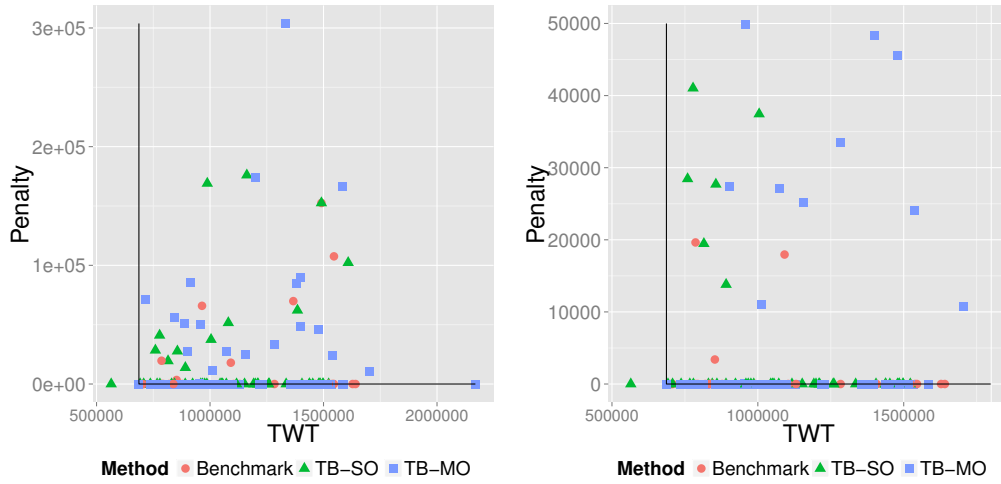 3e+05
2e+05
1e+05
0e+00
Penalty
500000 1000000 1500000 2000000
TWT
Method Benchmark TB−SO TB−MO
50000
40000
30000
20000
10000
0
Penalty
500000 1000000 1500000
TWT
Method Benchmark TB−SO TB−MO